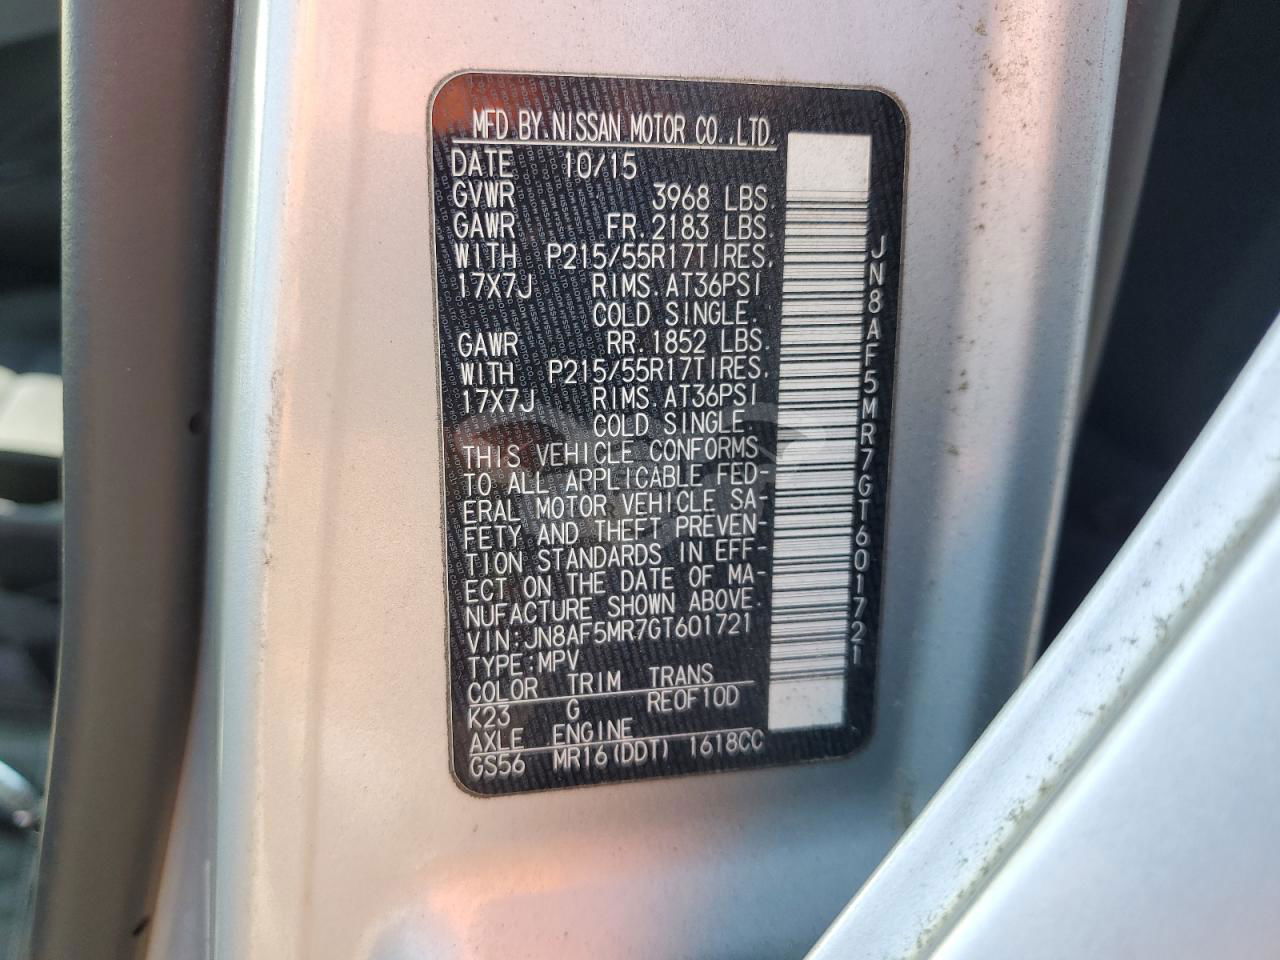 MFD.BY.NISSAN MOTOR CO.,LTD.
DATE 10/15
GVWR 3968 LBS.
GAWR FR.2183 LBS.
WITH P215/55R17TIRES.
17X7J RIMS.AT36PSI
COLD SINGLE.
GAWR RR.1852 LBS.
WITH P215/55R17TIRES.
17X7J RIMS.AT36PSI
COLD SINGLE.
THIS VEHICLE CONFORMS
TO ALL APPLICABLE FED-
ERAL MOTOR VEHICLE SA-
FETY AND THEFT PREVEN-
TION STANDARDS IN EFF-
ECT ON THE DATE OF MA-
NUFACTURE SHOWN ABOVE.
VIN:JN8AF5MR7GT601721
TYPE:MPV
COLOR TRIM TRANS
K23 G RE0F10D
AXLE ENGINE
GS56 MR16(DDT) 1618CC
JN8AF5MR7GT601721